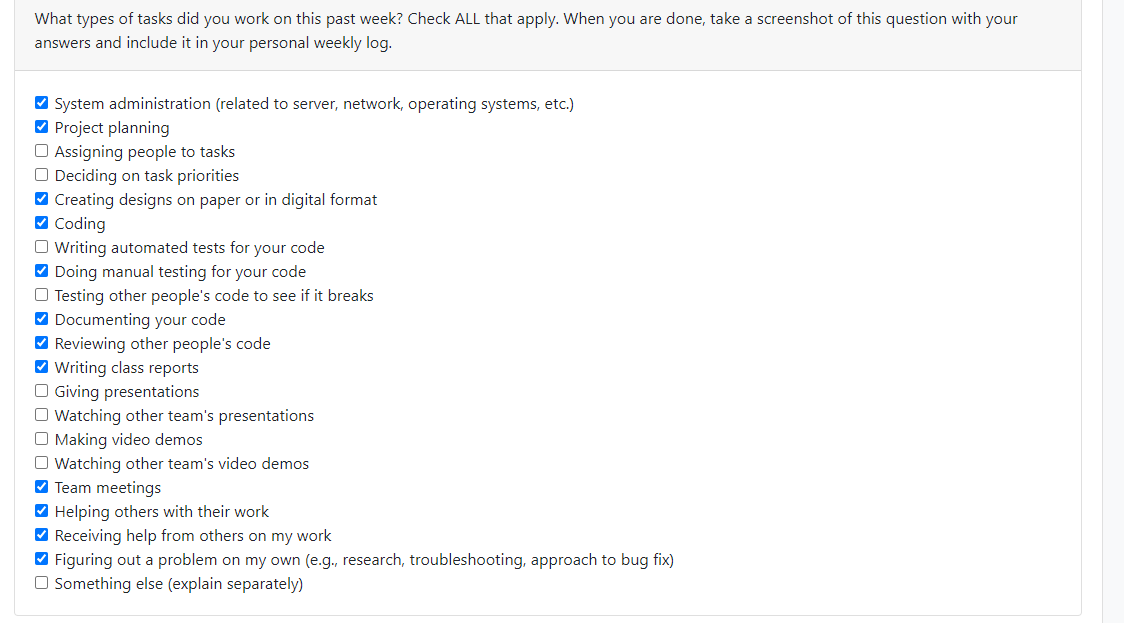 What types of tasks did you work on this past week? Check ALL that apply. When you are done, take a screenshot of this question with your
answers and include it in your personal weekly log.
System administration (related to server, network, operating systems, etc.)
Project planning
Assigning people to tasks
Deciding on task priorities
Creating designs on paper or in digital format
Coding
Writing automated tests for your code
Doing manual testing for your code
Testing other people's code to see if it breaks
Documenting your code
Reviewing other people's code
Writing class reports
Giving presentations
Watching other team's presentations
Making video demos
Watching other team's video demos
Team meetings
Helping others with their work
Receiving help from others on my work
Figuring out a problem on my own (e.g., research, troubleshooting, approach to bug fix)
Something else (explain separately)